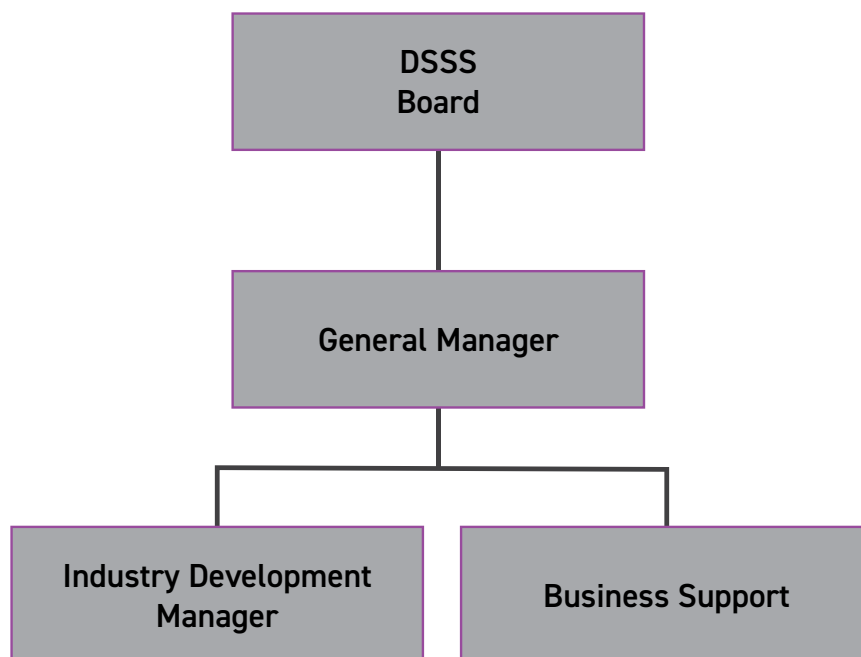 DSSS
Board
General Manager
Industry Development
Manager
Business Support